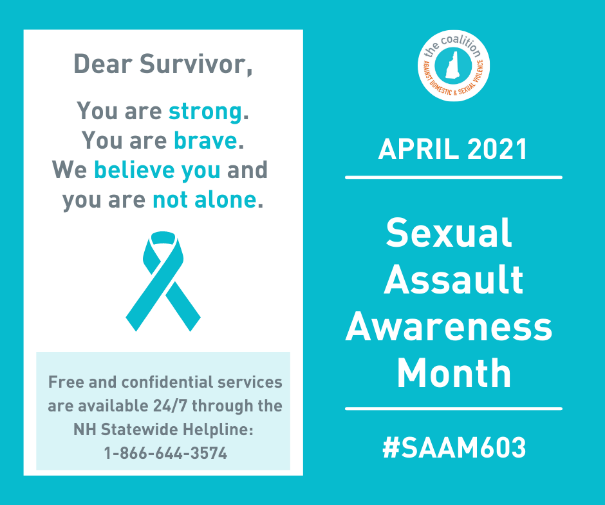 Dear Survivor,
You are strong.
You are brave.
We believe you and
you are not alone.
Free and confidential services
are available 24/7 through the
NH Statewide Helpline:
1-866-644-3574
the coalition
AGAINST DOMESTIC & SEXUAL VIOLENCE
APRIL 2021
Sexual
Assault
Awareness
Month
#SAAM603